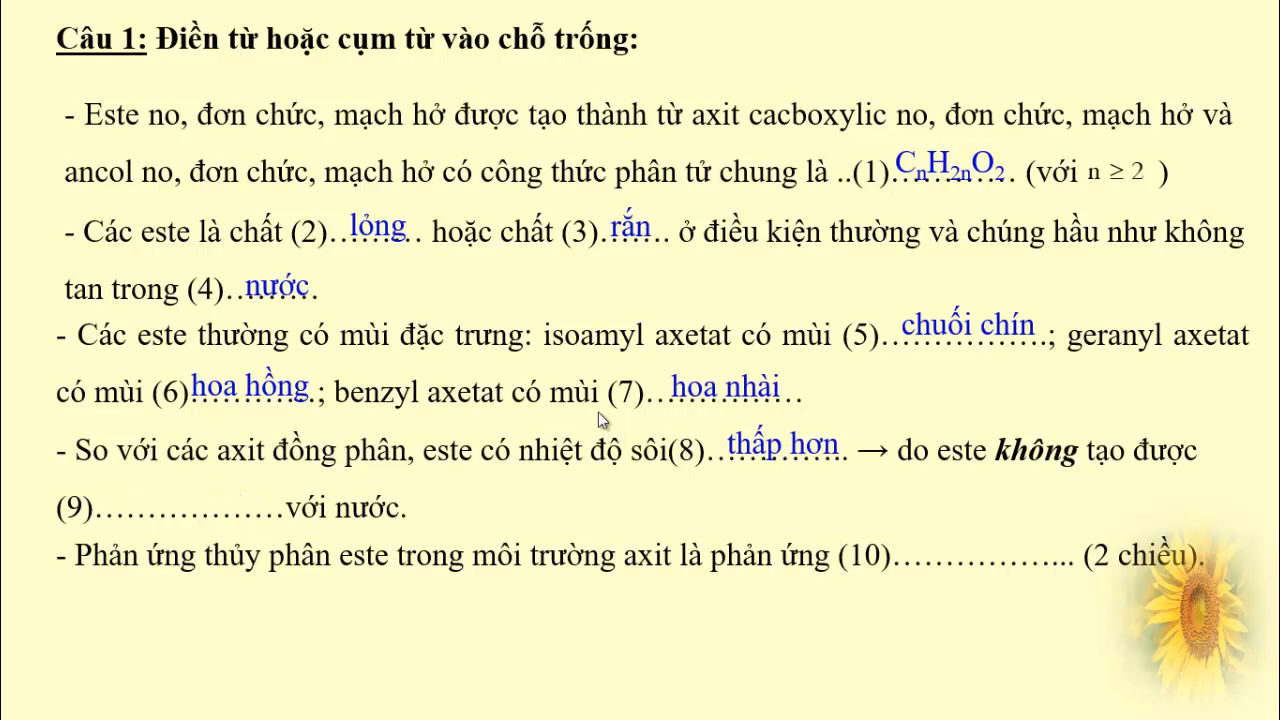 Câu 1: Điền từ hoặc cụm từ vào chỗ trống:
- Este no, đơn chức, mạch hở được tạo thành từ axit cacboxylic no, đơn chức, mạch hở và
ancol no, đơn chức, mạch hở có công thức phân tử chung là ..(1)…CₙH₂ₙO₂…. (với n ≥ 2 )
- Các este là chất (2)…lỏng… hoặc chất (3)…rắn…. ở điều kiện thường và chúng hầu như không
tan trong (4)…nước….
- Các este thường có mùi đặc trưng: isoamyl axetat có mùi (5)…chuối chín….; geranyl axetat
có mùi (6)…hoa hồng….; benzyl axetat có mùi (7)…hoa nhài…
- So với các axit đồng phân, este có nhiệt độ sôi(8)…thấp hơn…. → do este không tạo được
(9)………………với nước.
- Phản ứng thủy phân este trong môi trường axit là phản ứng (10)……………... (2 chiều).